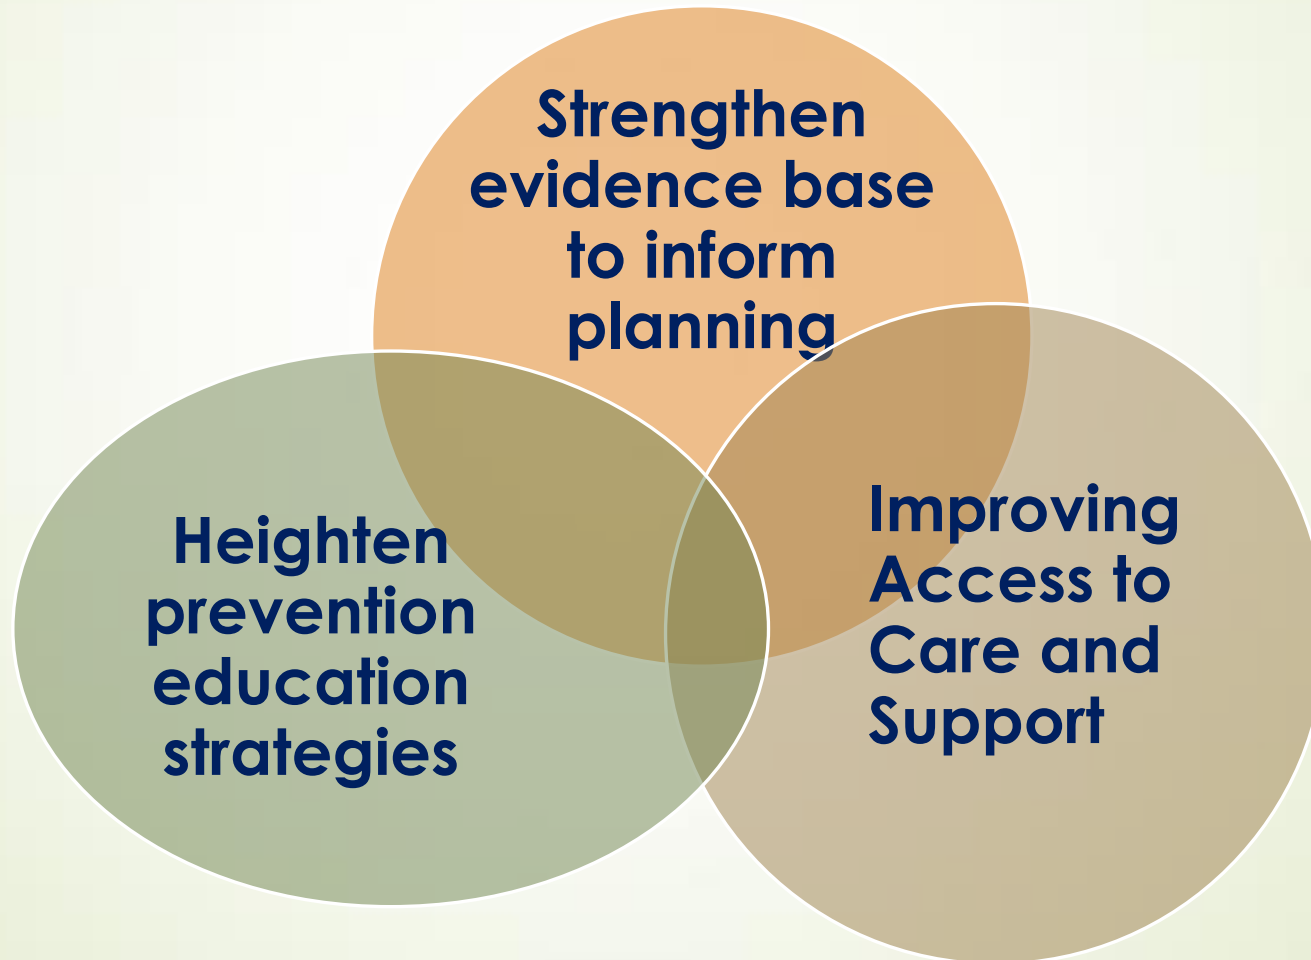 Strengthen
evidence base
to inform
planning
Heighten
prevention
education
strategies
Improving
Access to
Care and
Support